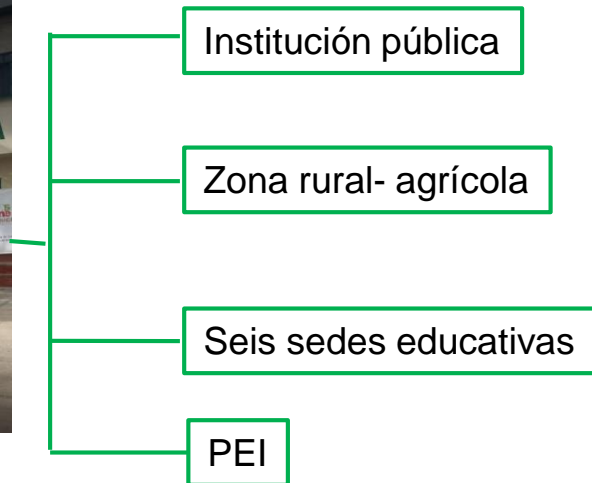 Institución pública
Zona rural- agrícola
Seis sedes educativas
PEI